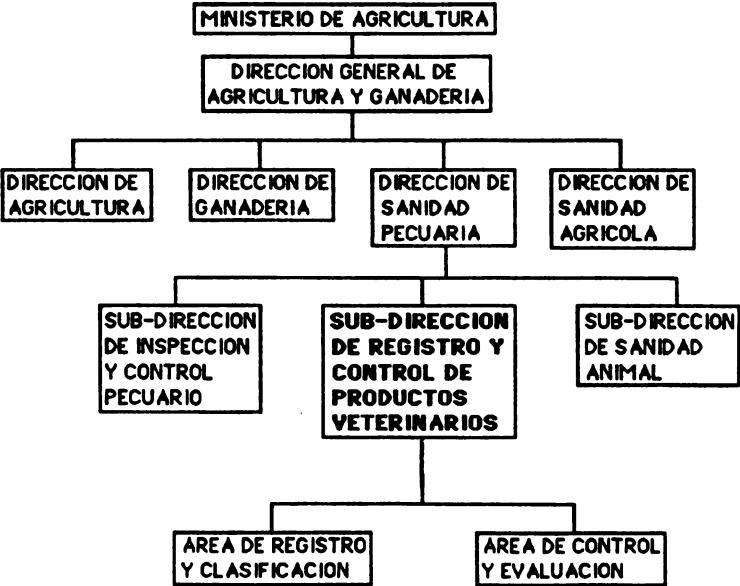 MINISTERIO DE AGRICULTURA
DIRECCION GENERAL DE
AGRICULTURA Y GANADERIA
DIRECCION DE
AGRICULTURA
DIRECCION DE
GANADERIA
DIRECCION DE
SANIDAD
PECUARIA
DIRECCION DE
SANIDAD
AGRICOLA
SUB-DIRECCION
DE INSPECCION
Y CONTROL
PECUARIO
SUB-DIRECCION
DE REGISTRO Y
CONTROL DE
PRODUCTOS
VETERINARIOS
SUB-DIRECCION
DE SANIDAD
ANIMAL
AREA DE REGISTRO
Y CLASIFICACION
AREA DE CONTROL
Y EVALUACION